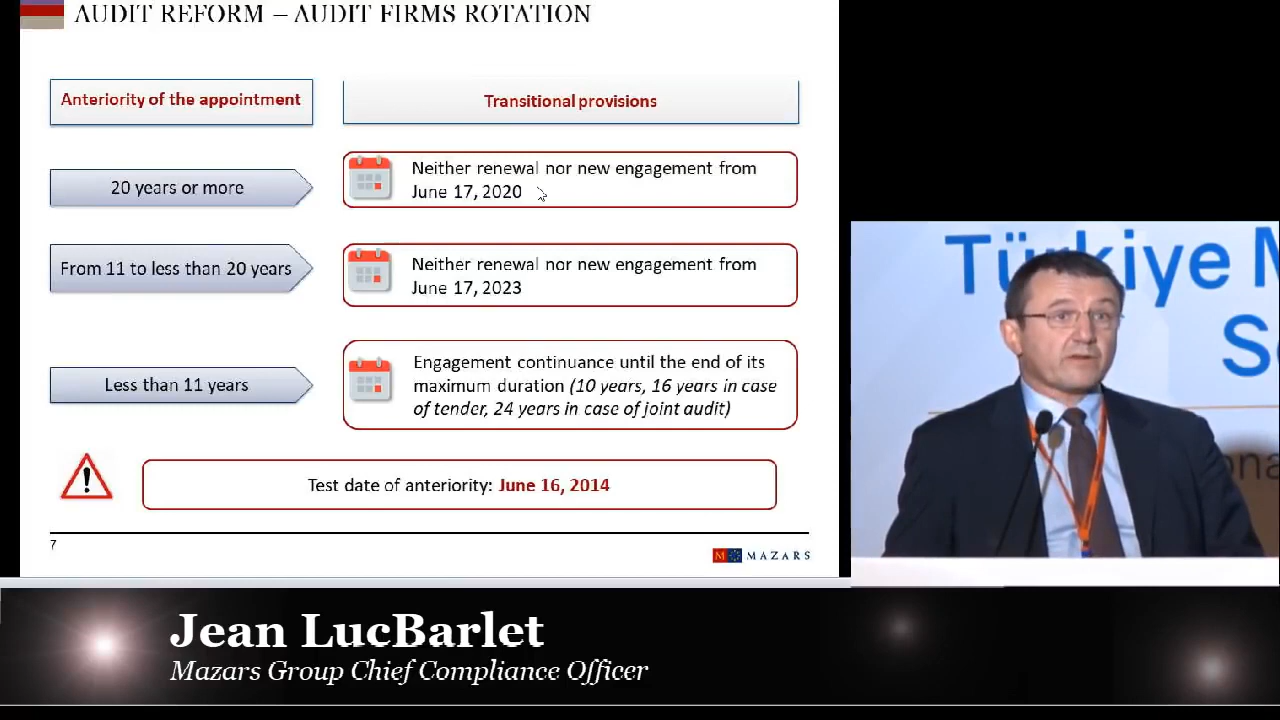 AUDIT REFORM – AUDIT FIRMS ROTATION
Anteriority of the appointment
Transitional provisions
20 years or more
Neither renewal nor new engagement from
June 17, 2020
From 11 to less than 20 years
Neither renewal nor new engagement from
June 17, 2023
Less than 11 years
Engagement continuance until the end of its
maximum duration (10 years, 16 years in case
of tender, 24 years in case of joint audit)
Test date of anteriority: June 16, 2014
7
M MAZARS
Türkiye M
S
Jean LucBarlet
Mazars Group Chief Compliance Officer